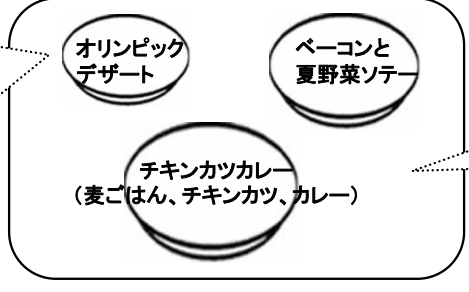 オリンピック
デザート
ベーコンと
夏野菜ソテー
チキンカツカレー
（麦ごはん、チキンカツ、カレー）